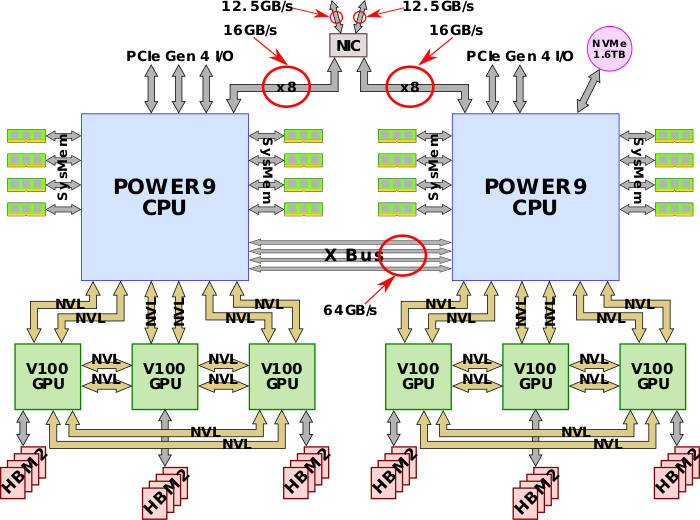 12.5GB/s
12.5GB/s
16GB/s
16GB/s
NIC
NVMe
1.6TB
PCIe Gen 4 I/O
PCIe Gen 4 I/O
x8
x8
SysMem
SysMem
SysMem
SysMem
POWER9
CPU
POWER9
CPU
X Bus
64GB/s
NVL
NVL
NVL
NVL
NVL
NVL
NVL
NVL
NVL
NVL
NVL
NVL
V100
GPU
NVL
NVL
V100
GPU
NVL
NVL
V100
GPU
V100
GPU
NVL
NVL
V100
GPU
NVL
NVL
V100
GPU
NVL
NVL
NVL
NVL
HBM2
HBM2
HBM2
HBM2
HBM2
HBM2